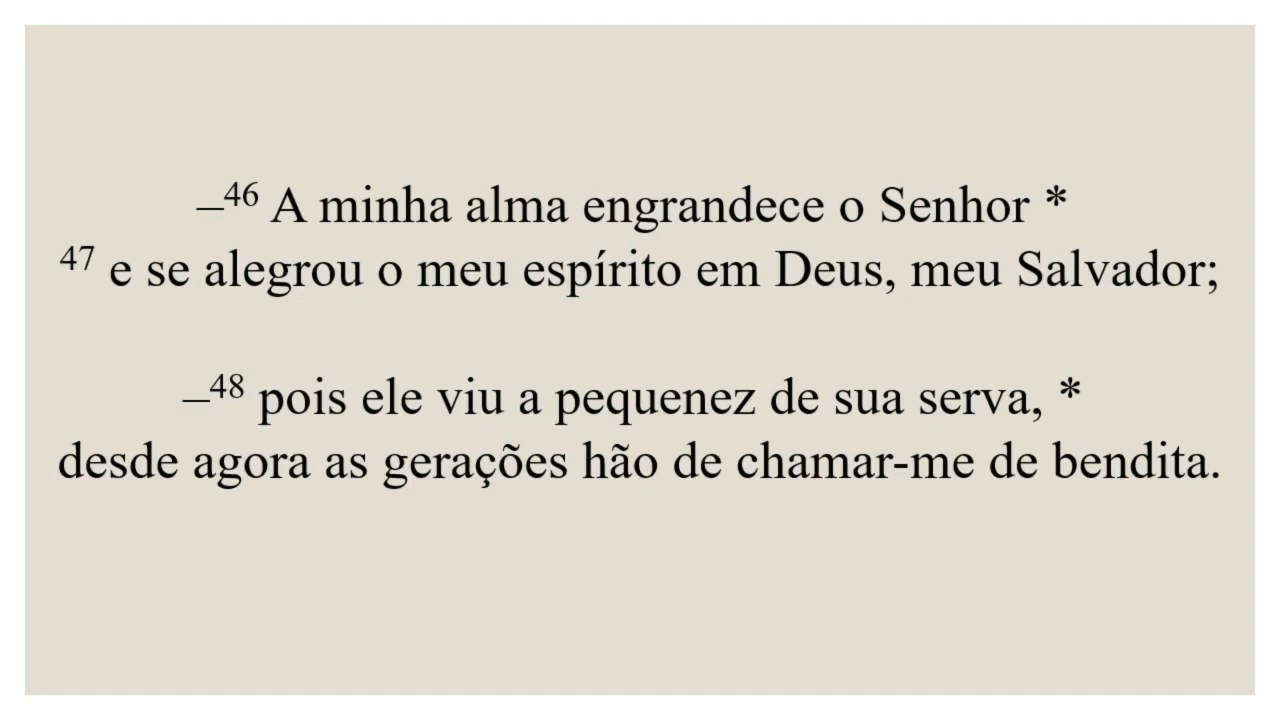 –⁴⁶ A minha alma engrandece o Senhor *
⁴⁷ e se alegrou o meu espírito em Deus, meu Salvador;
–⁴⁸ pois ele viu a pequenez de sua serva, *
desde agora as gerações hão de chamar-me de bendita.